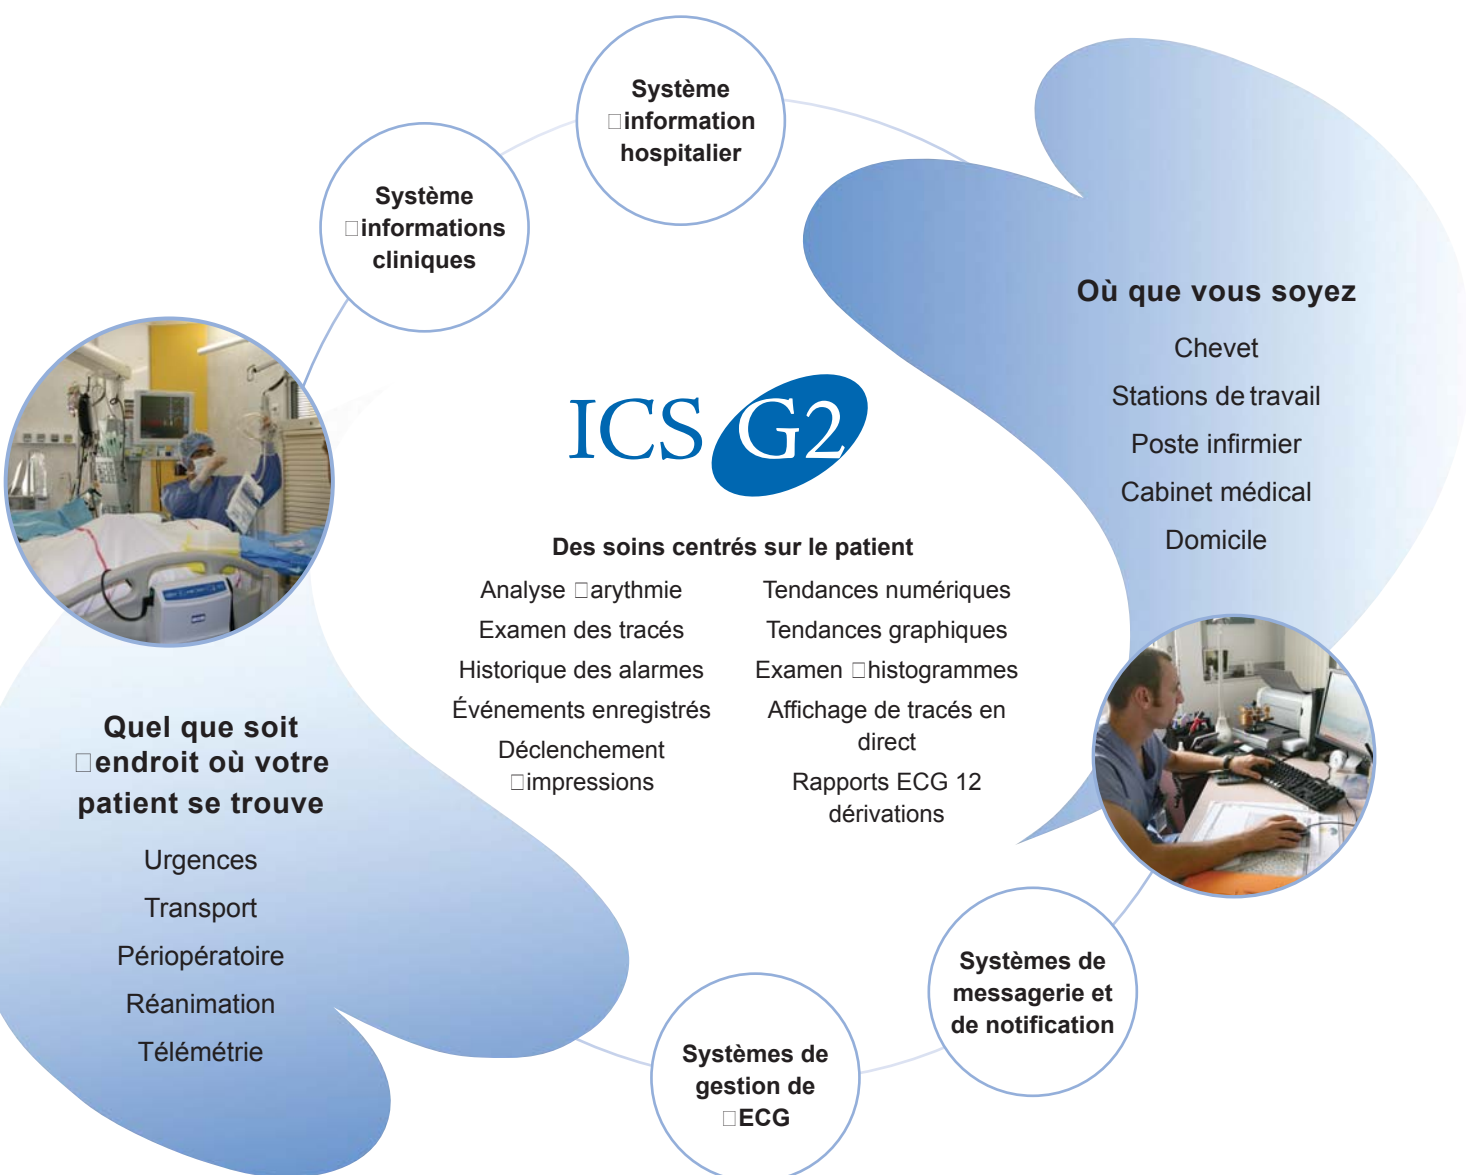 Système
□information
hospitalier
Système
□informations
cliniques
Où que vous soyez
Chevet
Stations de travail
Poste infirmier
Cabinet médical
Domicile
ICS G2
Des soins centrés sur le patient
Analyse □arythmie
Examen des tracés
Historique des alarmes
Événements enregistrés
Déclenchement
□impressions
Tendances numériques
Tendances graphiques
Examen □histogrammes
Affichage de tracés en
direct
Rapports ECG 12
dérivations
Quel que soit
□endroit où votre
patient se trouve
Urgences
Transport
Périopératoire
Réanimation
Télémétrie
Systèmes de
messagerie et
de notification
Systèmes de
gestion de
□ECG